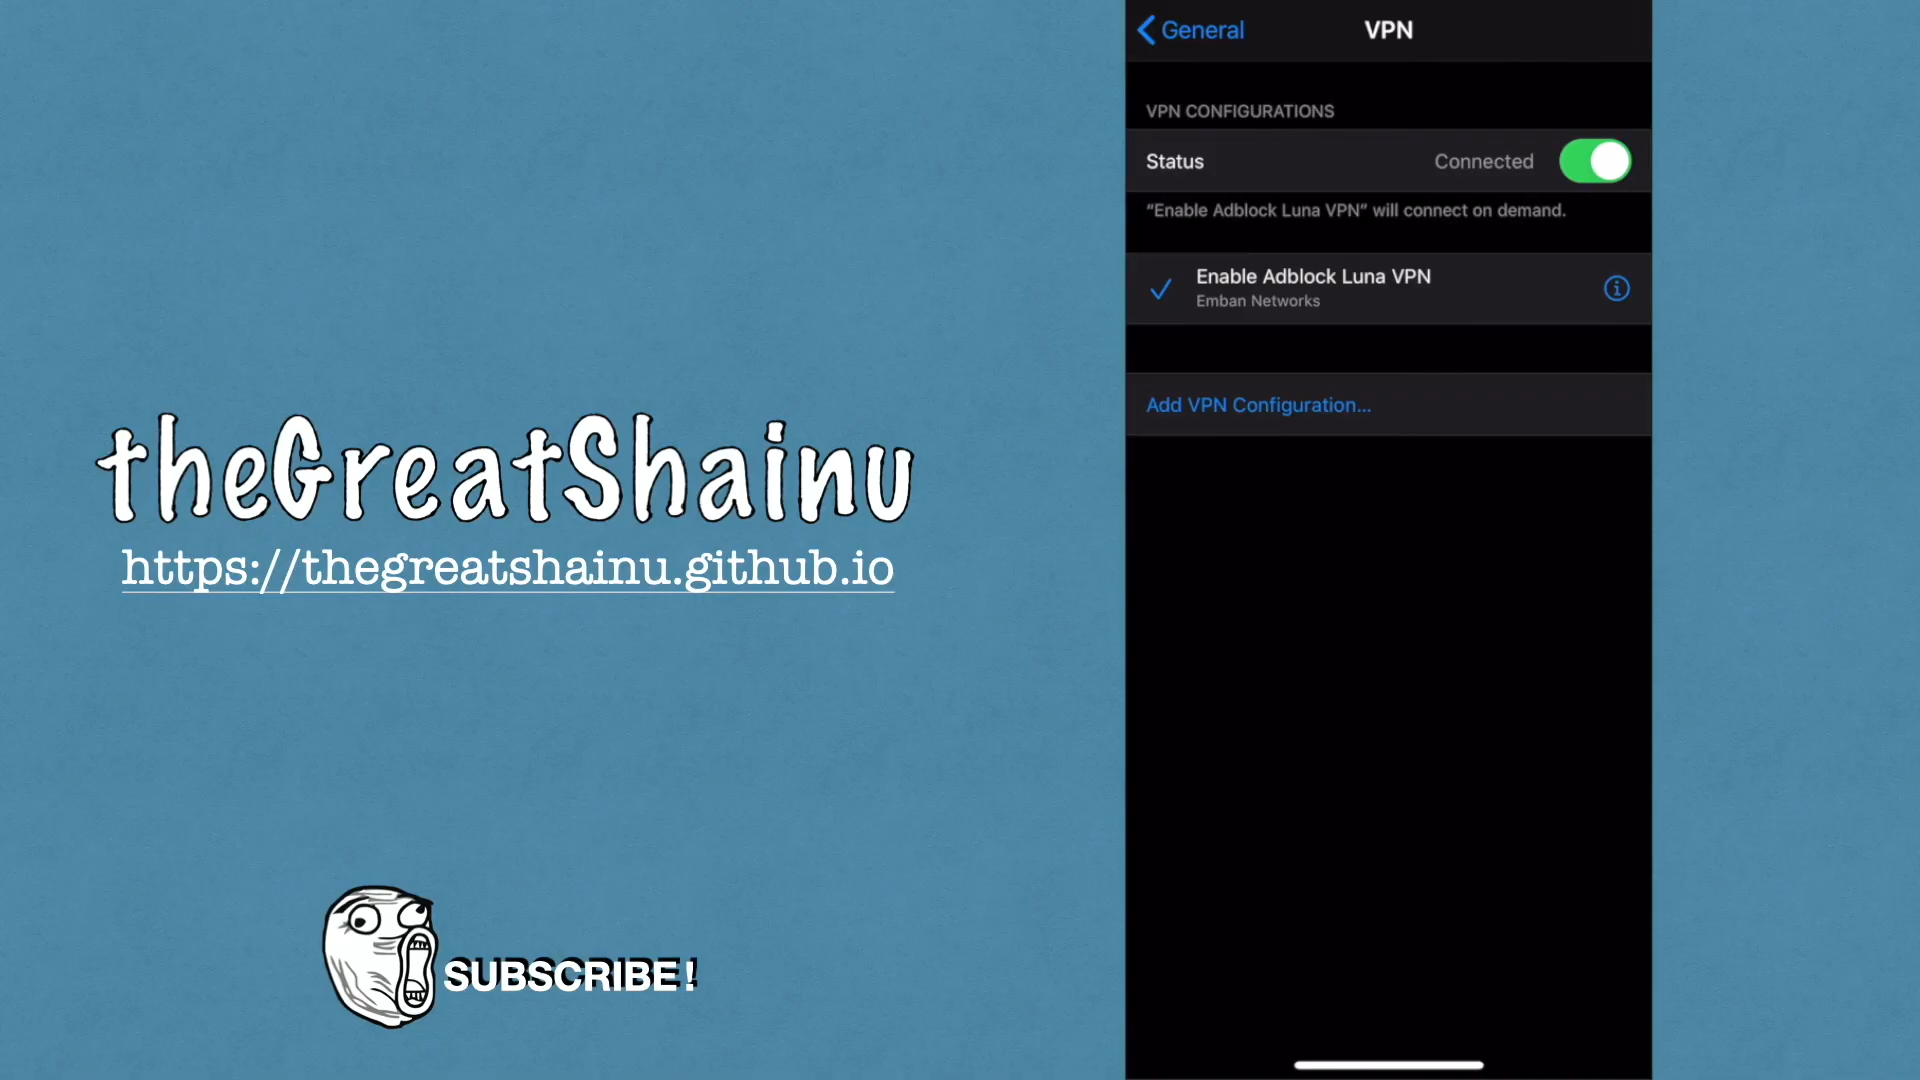 theGreatShainu
https://thegreatshainu.github.io
SUBSCRIBE!
General
VPN
VPN CONFIGURATIONS
Status
Connected
“Enable Adblock Luna VPN” will connect on demand.
Enable Adblock Luna VPN
Emban Networks
Add VPN Configuration...